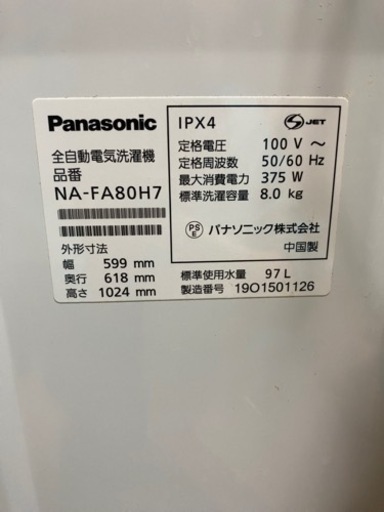 Panasonic
全自動電気洗濯機
品番
NA-FA80H7
外形寸法
幅 599 mm
奥行 618 mm
高さ 1024 mm
IPX4
S JET
定格電圧 100 V ～
定格周波数 50/60 Hz
最大消費電力 375 W
標準洗濯容量 8.0 kg
PS E パナソニック株式会社
中国製
標準使用水量 97 L
製造番号 19O1501126